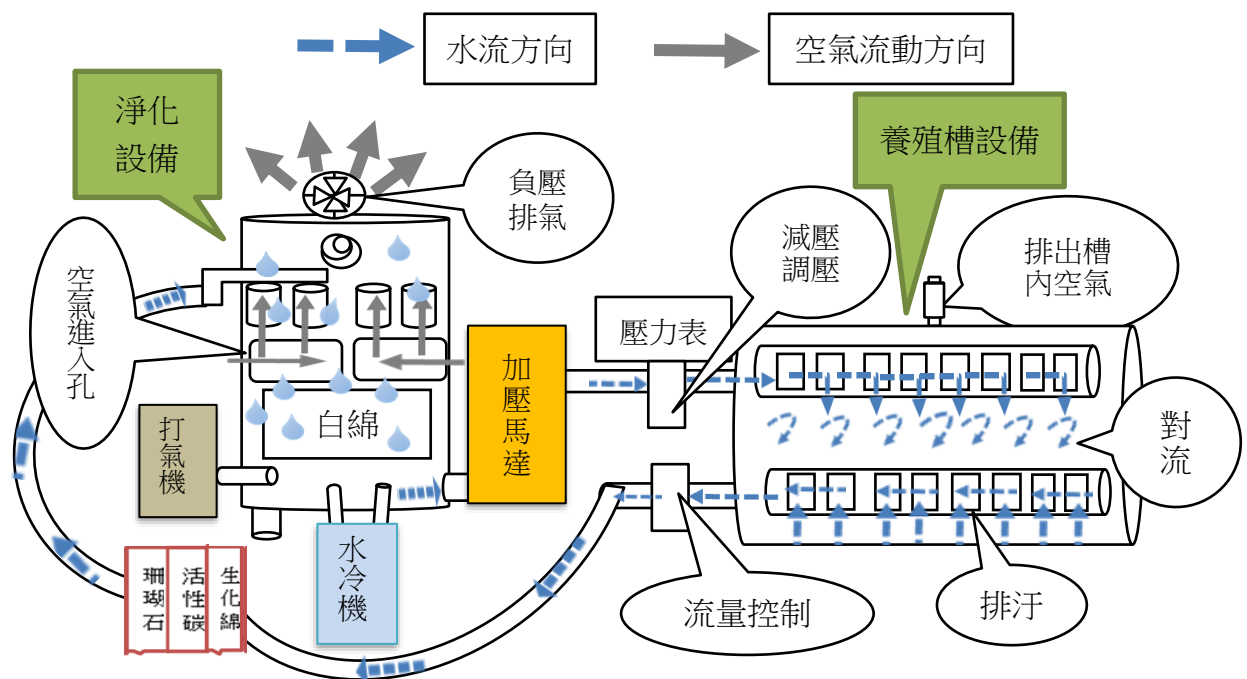 水流方向
空氣流動方向
淨化
設備
養殖槽設備
負壓
排氣
減壓
調壓
排出槽
內空氣
空氣進入孔
壓力表
加壓馬達
白綿
打氣機
對流
水冷機
珊瑚石
活性碳
生化綿
流量控制
排汙